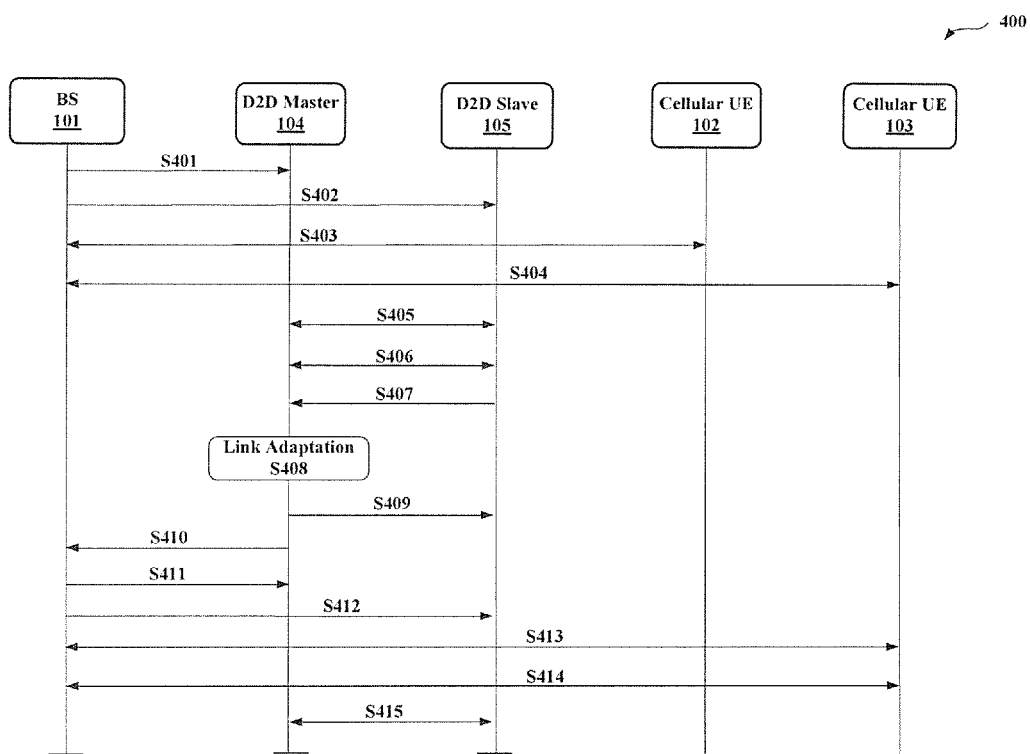 400
BS
101
D2D Master
104
D2D Slave
105
Cellular UE
102
Cellular UE
103
S401
S402
S403
S404
S405
S406
S407
Link Adaptation
S408
S409
S410
S411
S412
S413
S414
S415